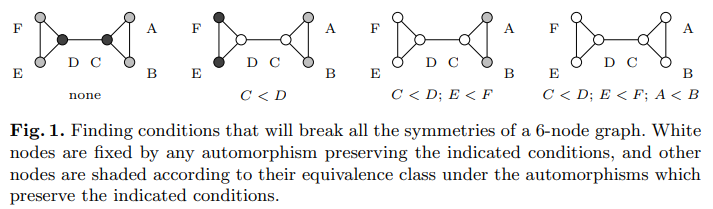 F A F A F A F A
E D C B E D C B E D C B E D C B
none C < D C < D; E < F C < D; E < F; A < B
Fig. 1. Finding conditions that will break all the symmetries of a 6-node graph. White
nodes are fixed by any automorphism preserving the indicated conditions, and other
nodes are shaded according to their equivalence class under the automorphisms which
preserve the indicated conditions.